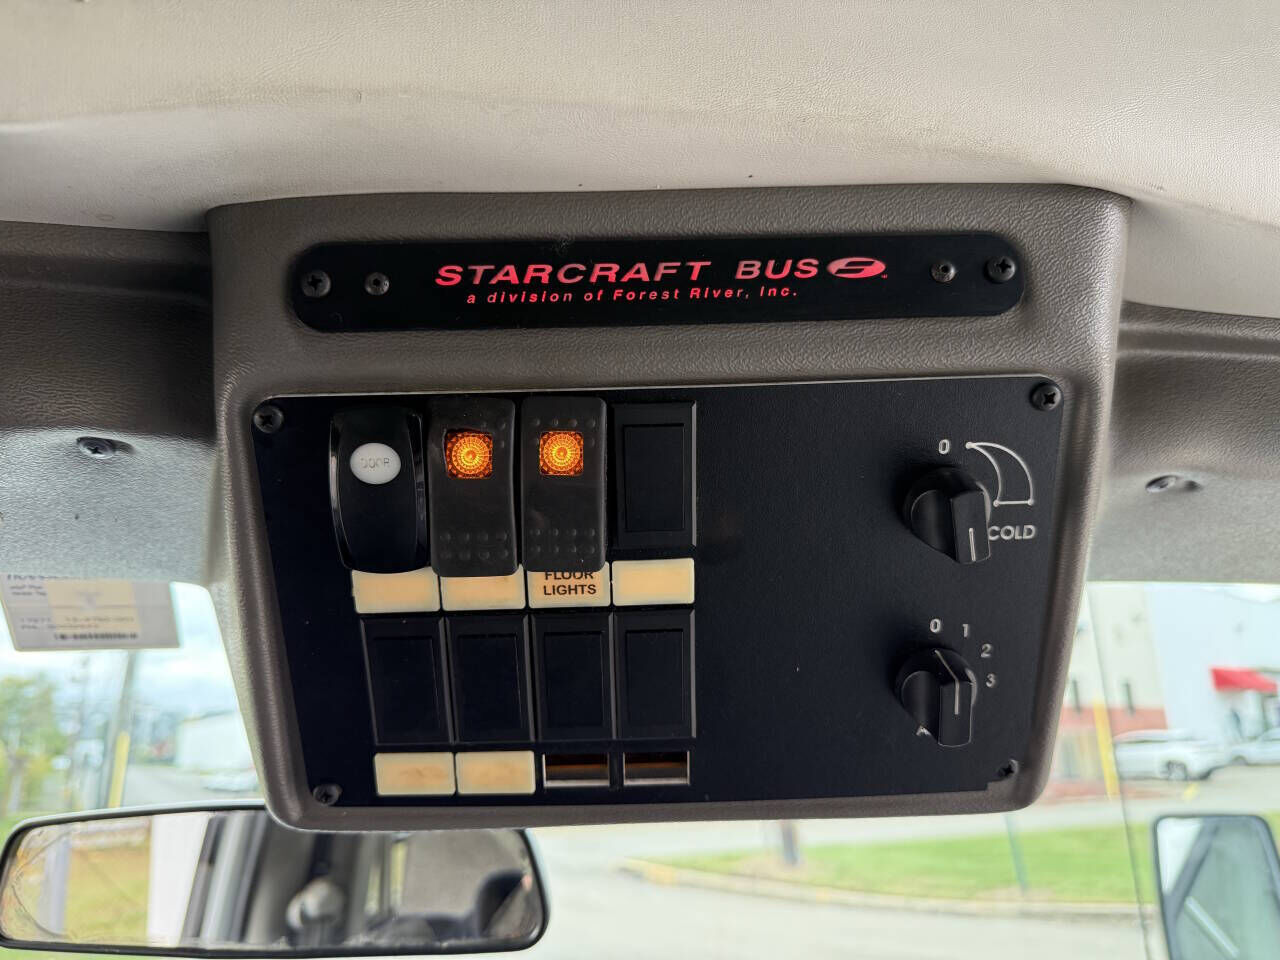 STARCRAFT BUS S
a division of Forest River, Inc.
DOOR
FLOOR
LIGHTS
0
COLD
0
1
2
3
A